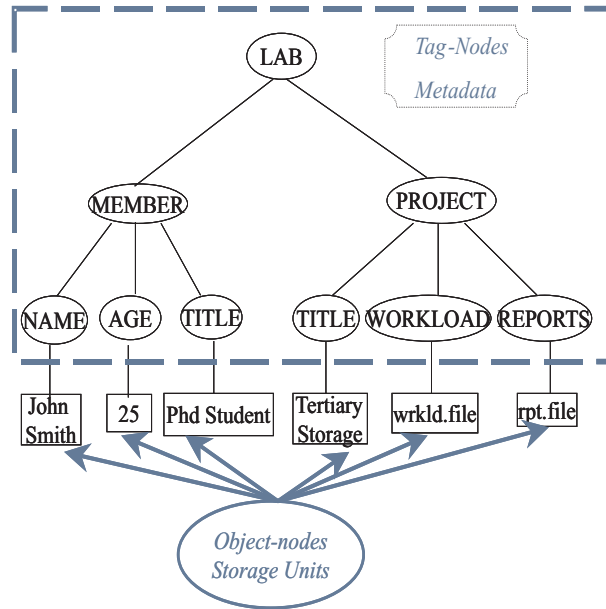 LAB
Tag-Nodes
Metadata
MEMBER
PROJECT
NAME
AGE
TITLE
TITLE
WORKLOAD
REPORTS
John
Smith
25
Phd Student
Tertiary
Storage
wrkld.file
rpt.file
Object-nodes
Storage Units